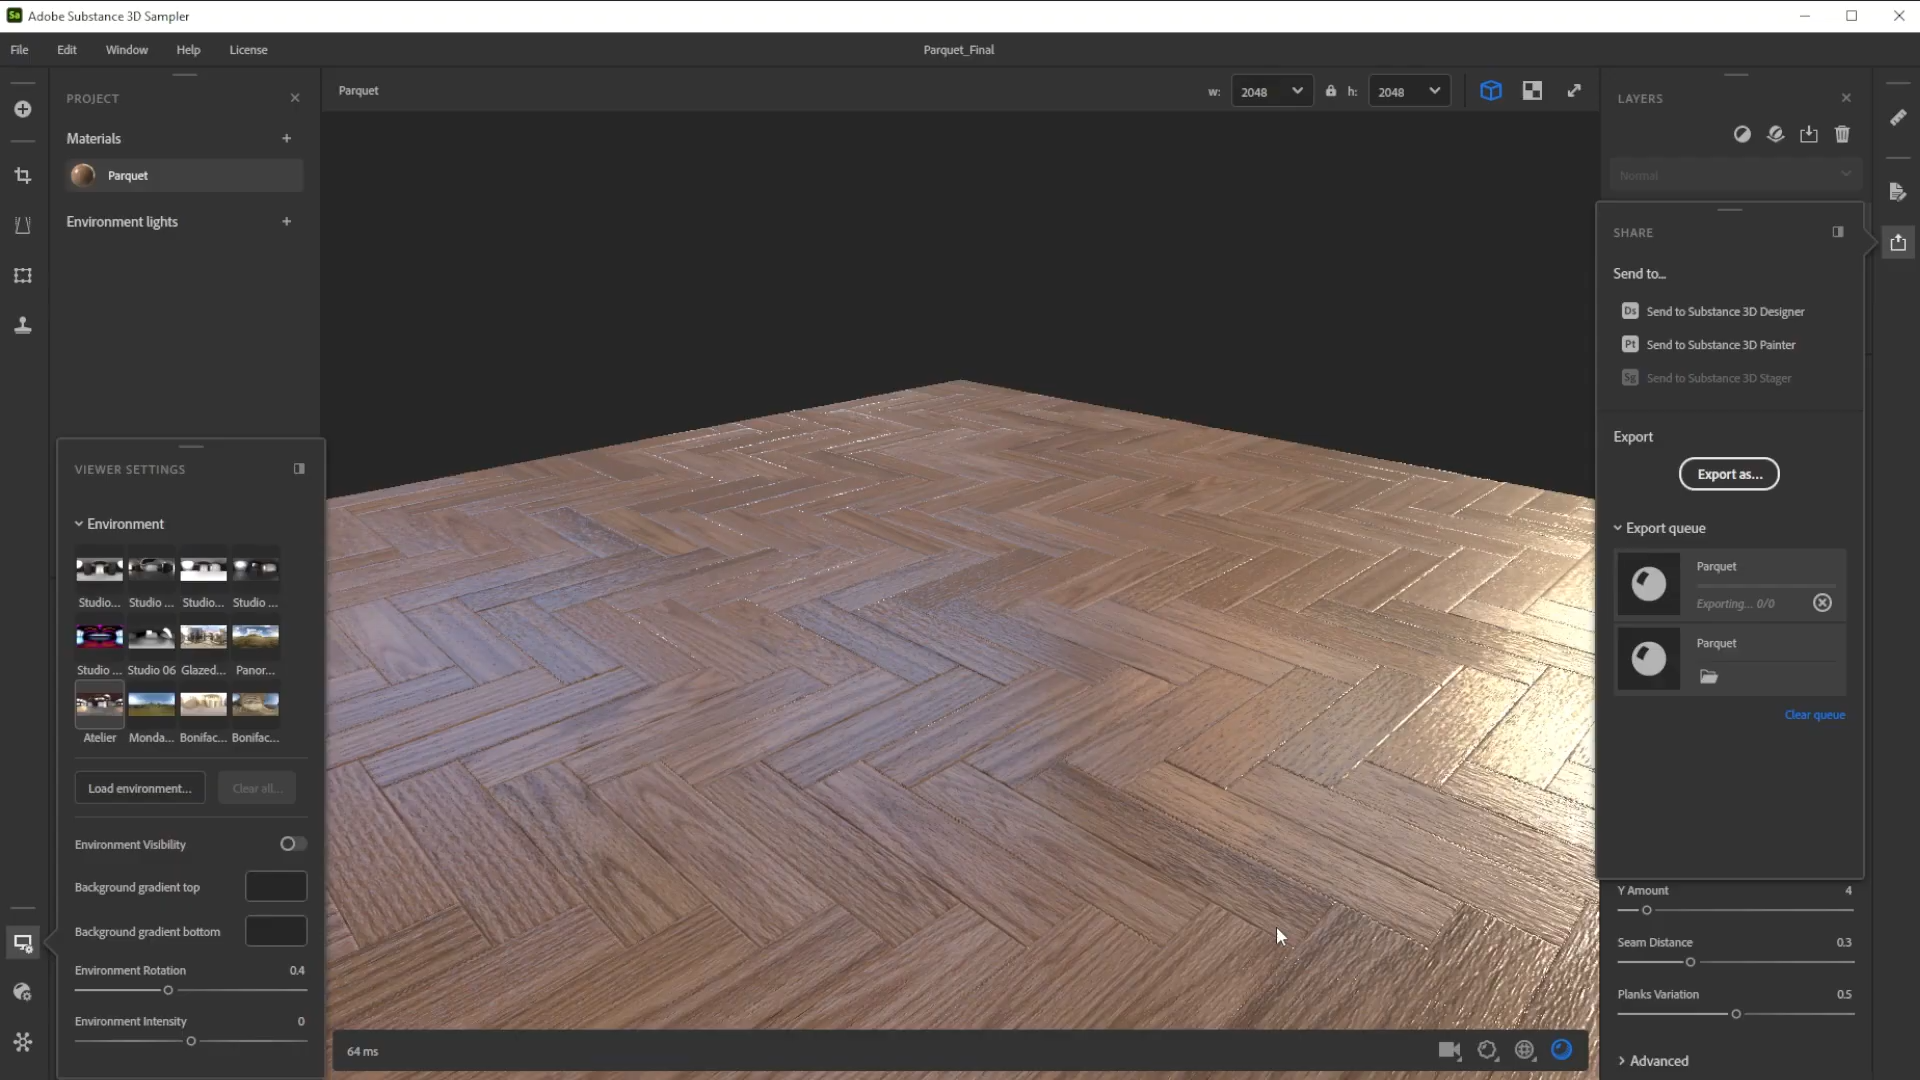 Sa Adobe Substance 3D Sampler
File Edit Window Help License
Parquet_Final
PROJECT
Materials
Parquet
Environment lights
Parquet
w: 2048 h: 2048
LAYERS
Normal
SHARE
Send to...
Ds Send to Substance 3D Designer
Pt Send to Substance 3D Painter
Sg Send to Substance 3D Stager
Export
Export as...
Export queue
Parquet
Exporting... 0/0
Parquet
Clear queue
VIEWER SETTINGS
Environment
Studio... Studio ... Studio... Studio ...
Studio ... Studio 06 Glazed... Panor...
Atelier Monda... Bonifac... Bonifac...
Load environment... Clear all...
Environment Visibility
Background gradient top
Background gradient bottom
Environment Rotation 0.4
Environment Intensity 0
64 ms
Y Amount 4
Seam Distance 0.3
Planks Variation 0.5
Advanced